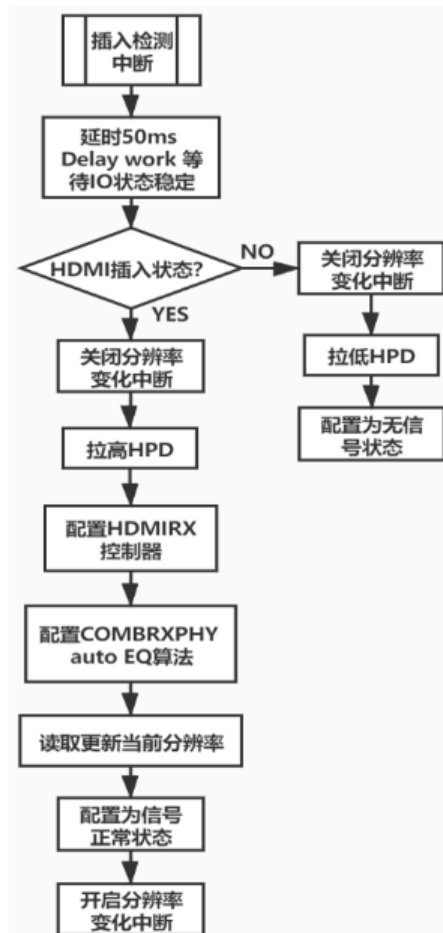 插入检测
中断
延时50ms
Delay work 等
待IO状态稳定
HDMI插入状态?
NO
关闭分辨率
变化中断
拉低HPD
配置为无信
号状态
YES
关闭分辨率
变化中断
拉高HPD
配置HDMIRX
控制器
配置COMBRXPHY
auto EQ算法
读取更新当前分辨率
配置为信号
正常状态
开启分辨率
变化中断